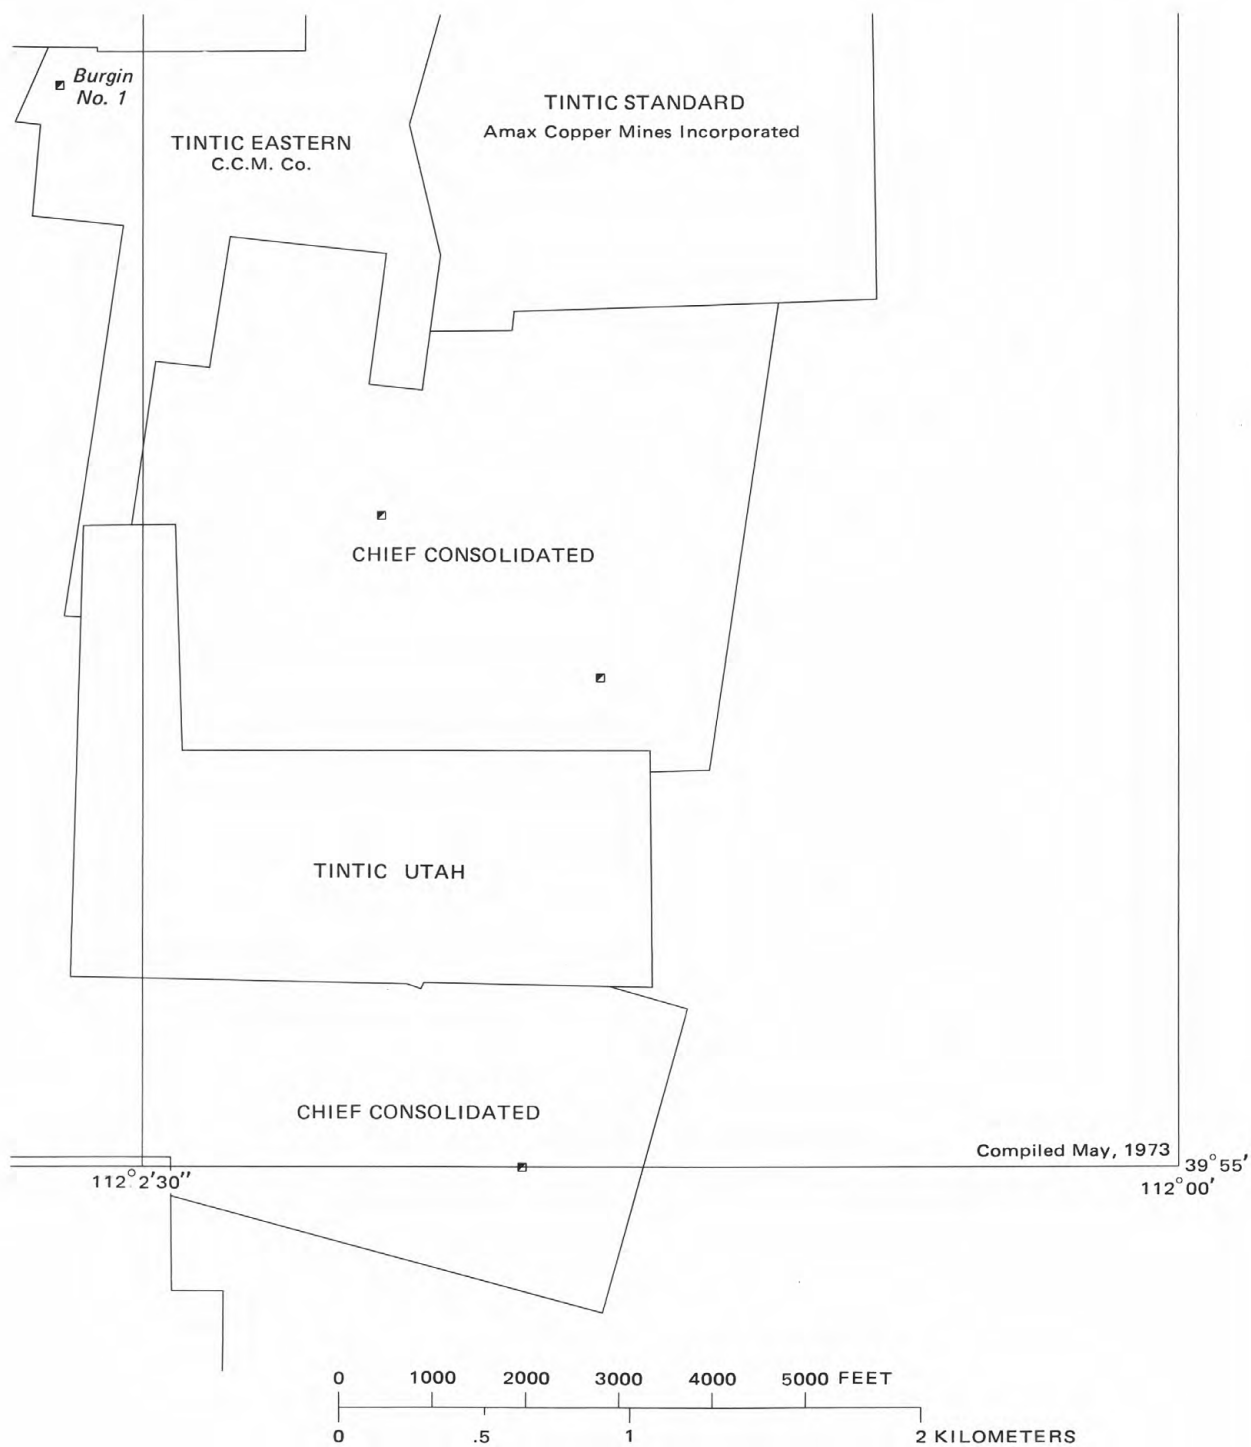 Burgin
No. 1
TINTIC STANDARD
Amax Copper Mines Incorporated
TINTIC EASTERN
C.C.M. Co.
CHIEF CONSOLIDATED
TINTIC UTAH
CHIEF CONSOLIDATED
Compiled May, 1973
39°55'
112°2'30"
112°00'
0 1000 2000 3000 4000 5000 FEET
0 .5 1 2 KILOMETERS